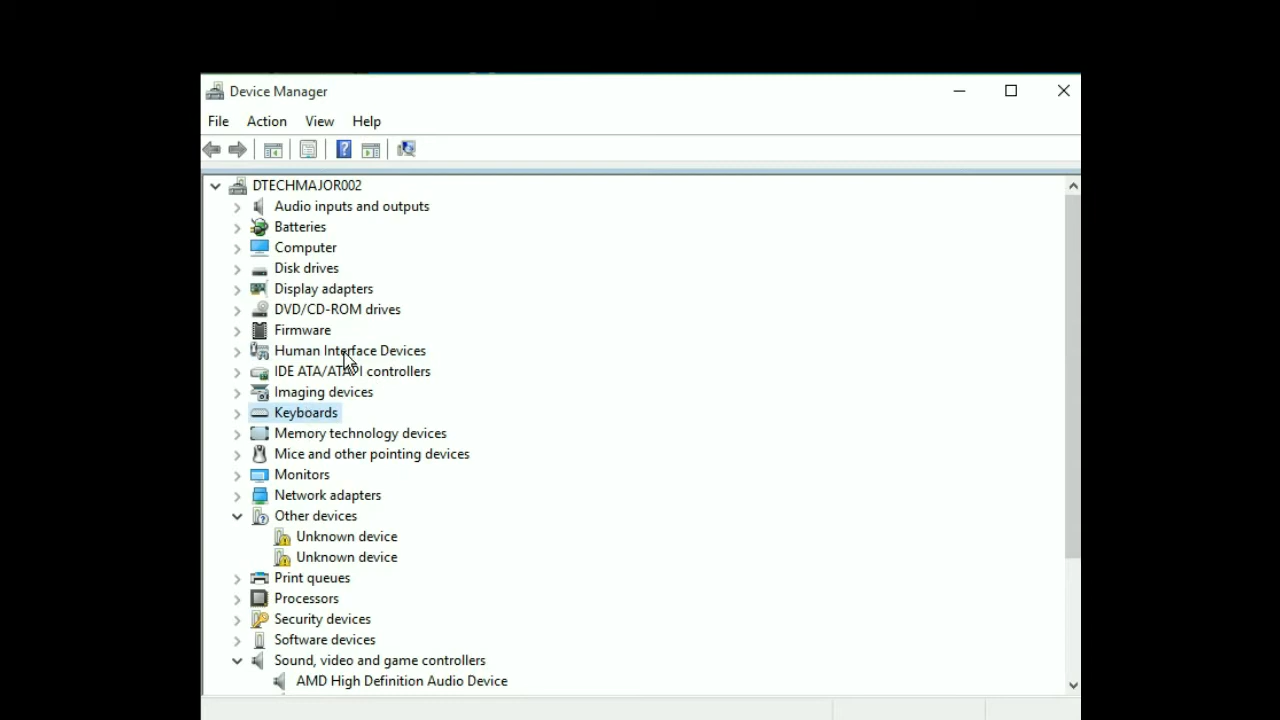 Device Manager
File Action View Help
DTECHMAJOR002
Audio inputs and outputs
Batteries
Computer
Disk drives
Display adapters
DVD/CD-ROM drives
Firmware
Human Interface Devices
IDE ATA/ATAPI controllers
Imaging devices
Keyboards
Memory technology devices
Mice and other pointing devices
Monitors
Network adapters
Other devices
Unknown device
Unknown device
Print queues
Processors
Security devices
Software devices
Sound, video and game controllers
AMD High Definition Audio Device